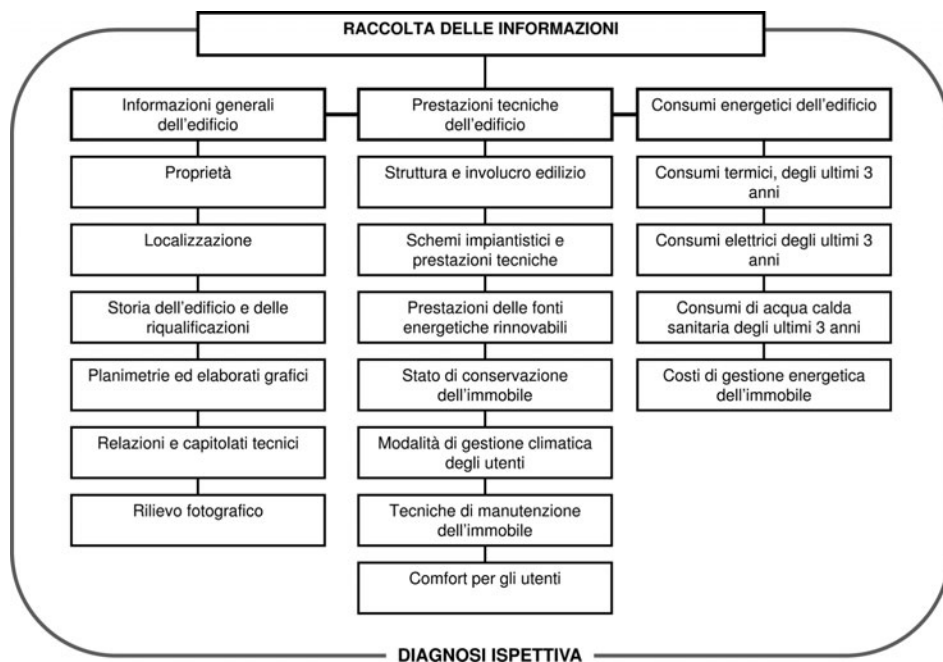 RACCOLTA DELLE INFORMAZIONI
Informazioni generali
dell'edificio
Proprietà
Localizzazione
Storia dell'edificio e delle
riqualificazioni
Planimetrie ed elaborati grafici
Relazioni e capitolati tecnici
Rilievo fotografico
Prestazioni tecniche
dell'edificio
Struttura e involucro edilizio
Schemi impiantistici e
prestazioni tecniche
Prestazioni delle fonti
energetiche rinnovabili
Stato di conservazione
dell'immobile
Modalità di gestione climatica
degli utenti
Tecniche di manutenzione
dell'immobile
Comfort per gli utenti
Consumi energetici dell'edificio
Consumi termici, degli ultimi 3
anni
Consumi elettrici degli ultimi 3
anni
Consumi di acqua calda
sanitaria degli ultimi 3 anni
Costi di gestione energetica
dell'immobile
DIAGNOSI ISPETTIVA